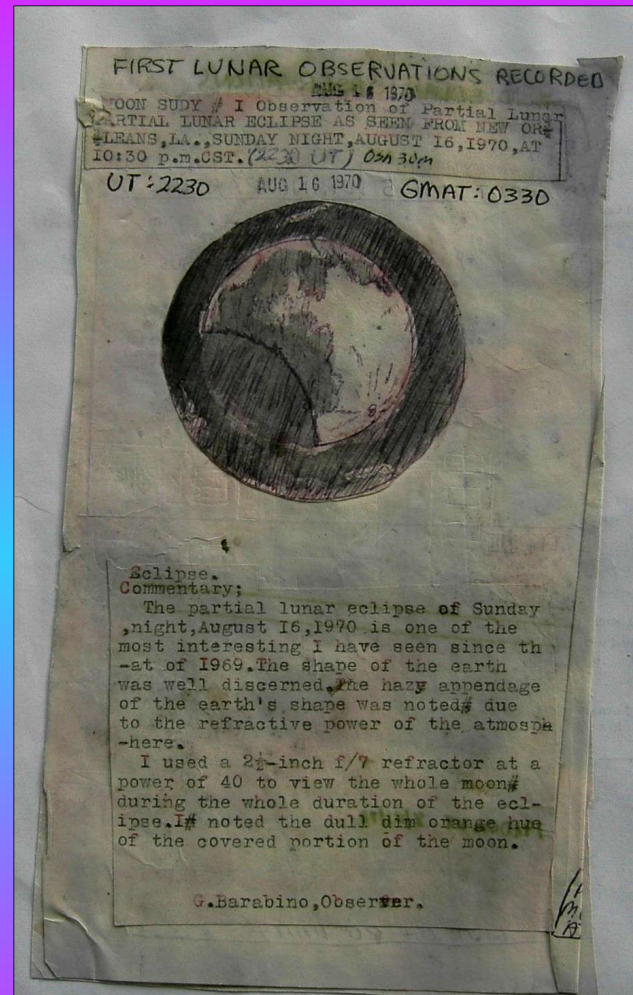 FIRST LUNAR OBSERVATIONS RECORDED
AUG 16 1970
MOON SUDY # I Observation of Partial Lunar
PARTIAL LUNAR ECLIPSE AS SEEN FROM NEW OR
LEANS,LA.,SUNDAY NIGHT,AUGUST I6,1970,AT
10:30 p.m.CST. (2230 UT) 03h 30m
UT:2230 AUG 16 1970 GMAT:0330
Eclipse.
Commentary;
The partial lunar eclipse of Sunday
,night,August I6,1970 is one of the
most interesting I have seen since th
-at of I969.The shape of the earth
was well discerned.The hazy appendage
of the earth's shape was noted# due
to the refractive power of the atmosph
-here.
I used a 2½-inch f/7 refractor at a
power of 40 to view the whole moon#
during the whole duration of the ecl-
ipse.I# noted the dull dim orange hue
of the covered portion of the moon.
G.Barabino,Observer.